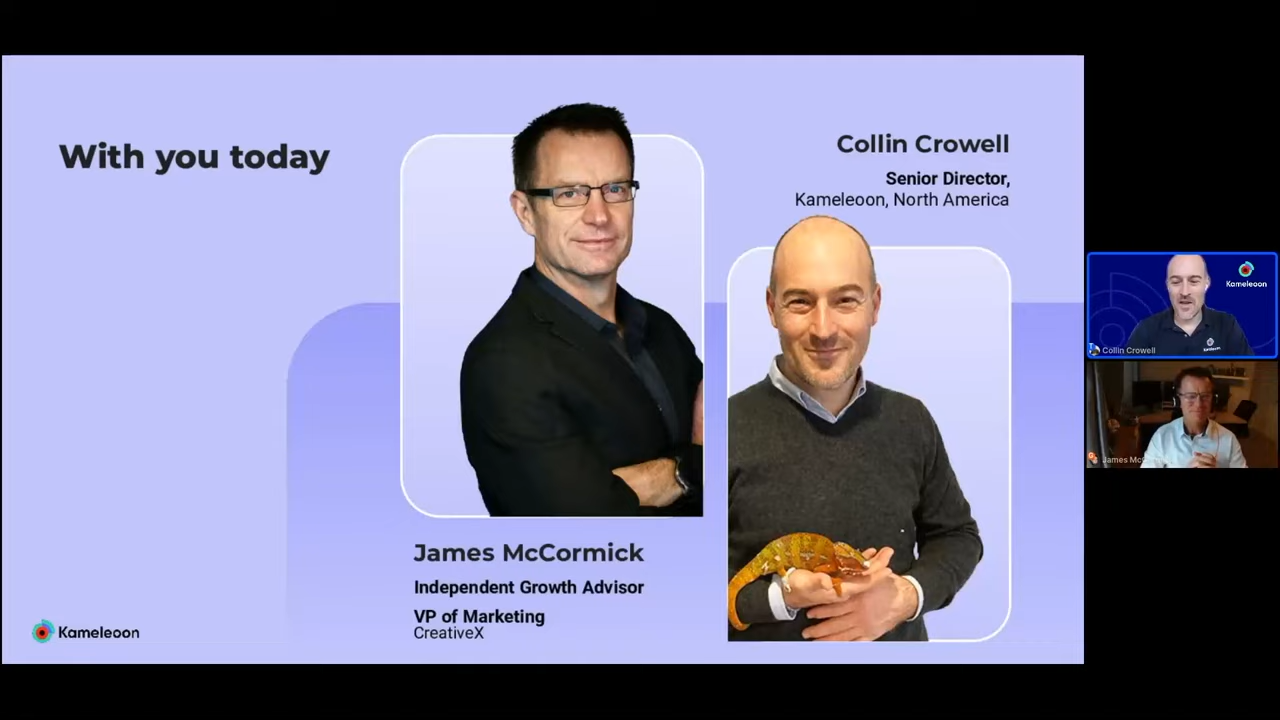 With you today
Collin Crowell
Senior Director,
Kameleoon, North America
James McCormick
Independent Growth Advisor
VP of Marketing
CreativeX
Kameleoon
Kameleoon
Collin Crowell
James